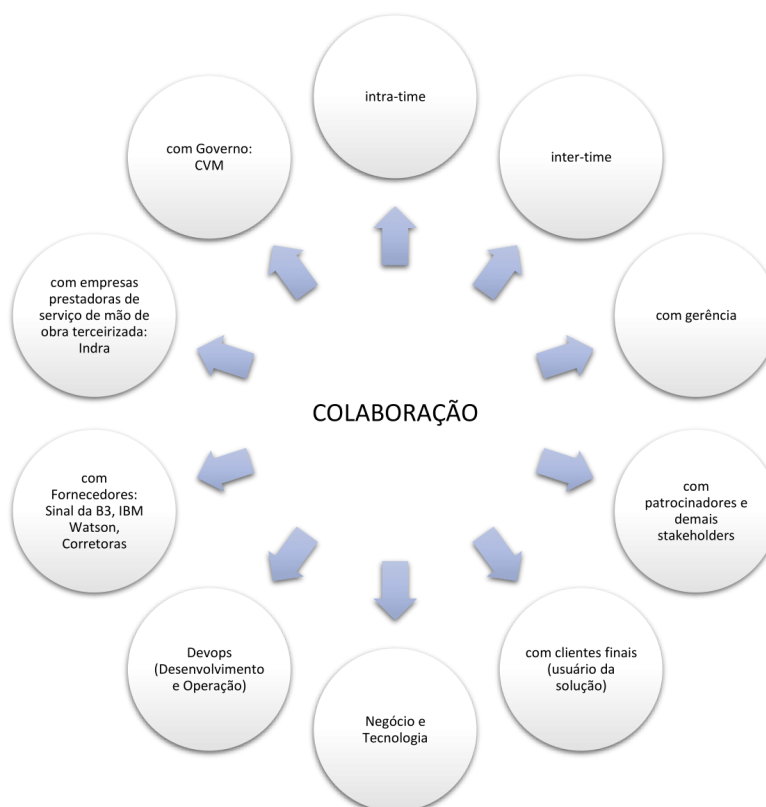 intra-time
inter-time
com gerência
com
patrocinadores e
demais
stakeholders
com clientes finais
(usuário da
solução)
Negócio e
Tecnologia
Devops
(Desenvolvimento
e Operação)
com
Fornecedores:
Sinal da B3, IBM
Watson,
Corretoras
com empresas
prestadoras de
serviço de mão de
obra terceirizada:
Indra
com Governo:
CVM
COLABORAÇÃO